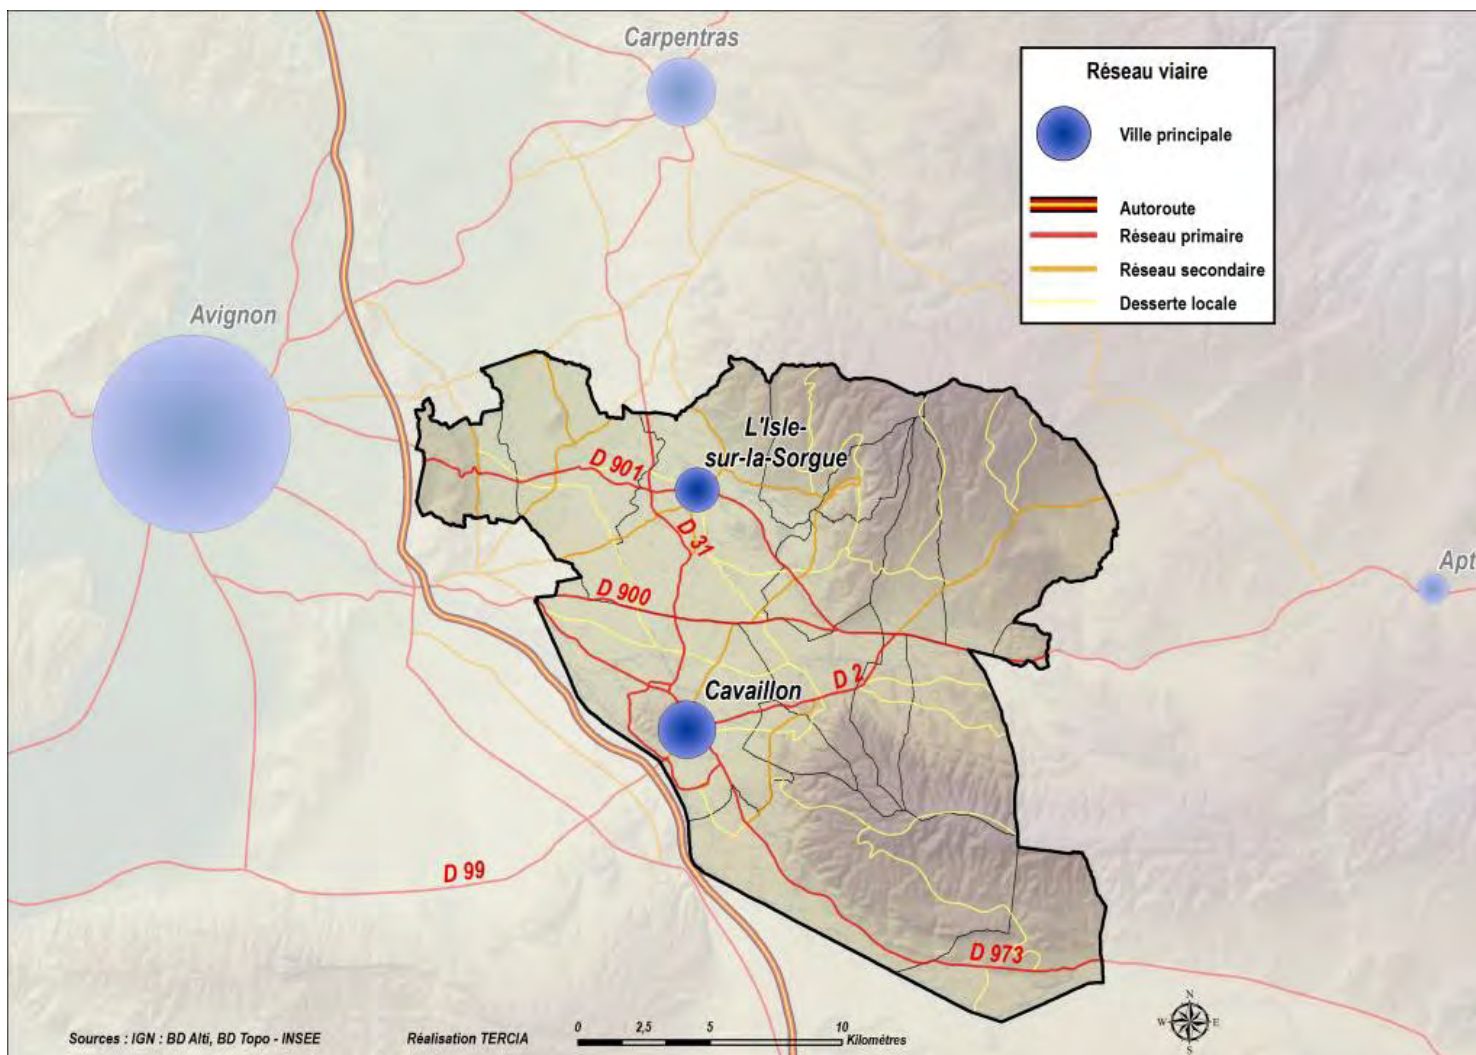 Carpentras
Réseau viaire
Ville principale
Autoroute
Réseau primaire
Réseau secondaire
Desserte locale
Avignon
L'Isle-
sur-la-Sorgue
D 901
D 31
Apt
D 900
D 2
Cavaillon
D 99
D 973
N
W
E
S
Sources : IGN : BD Alti, BD Topo - INSEE
Réalisation TERCIA
0 2,5 5 10
Kilométres